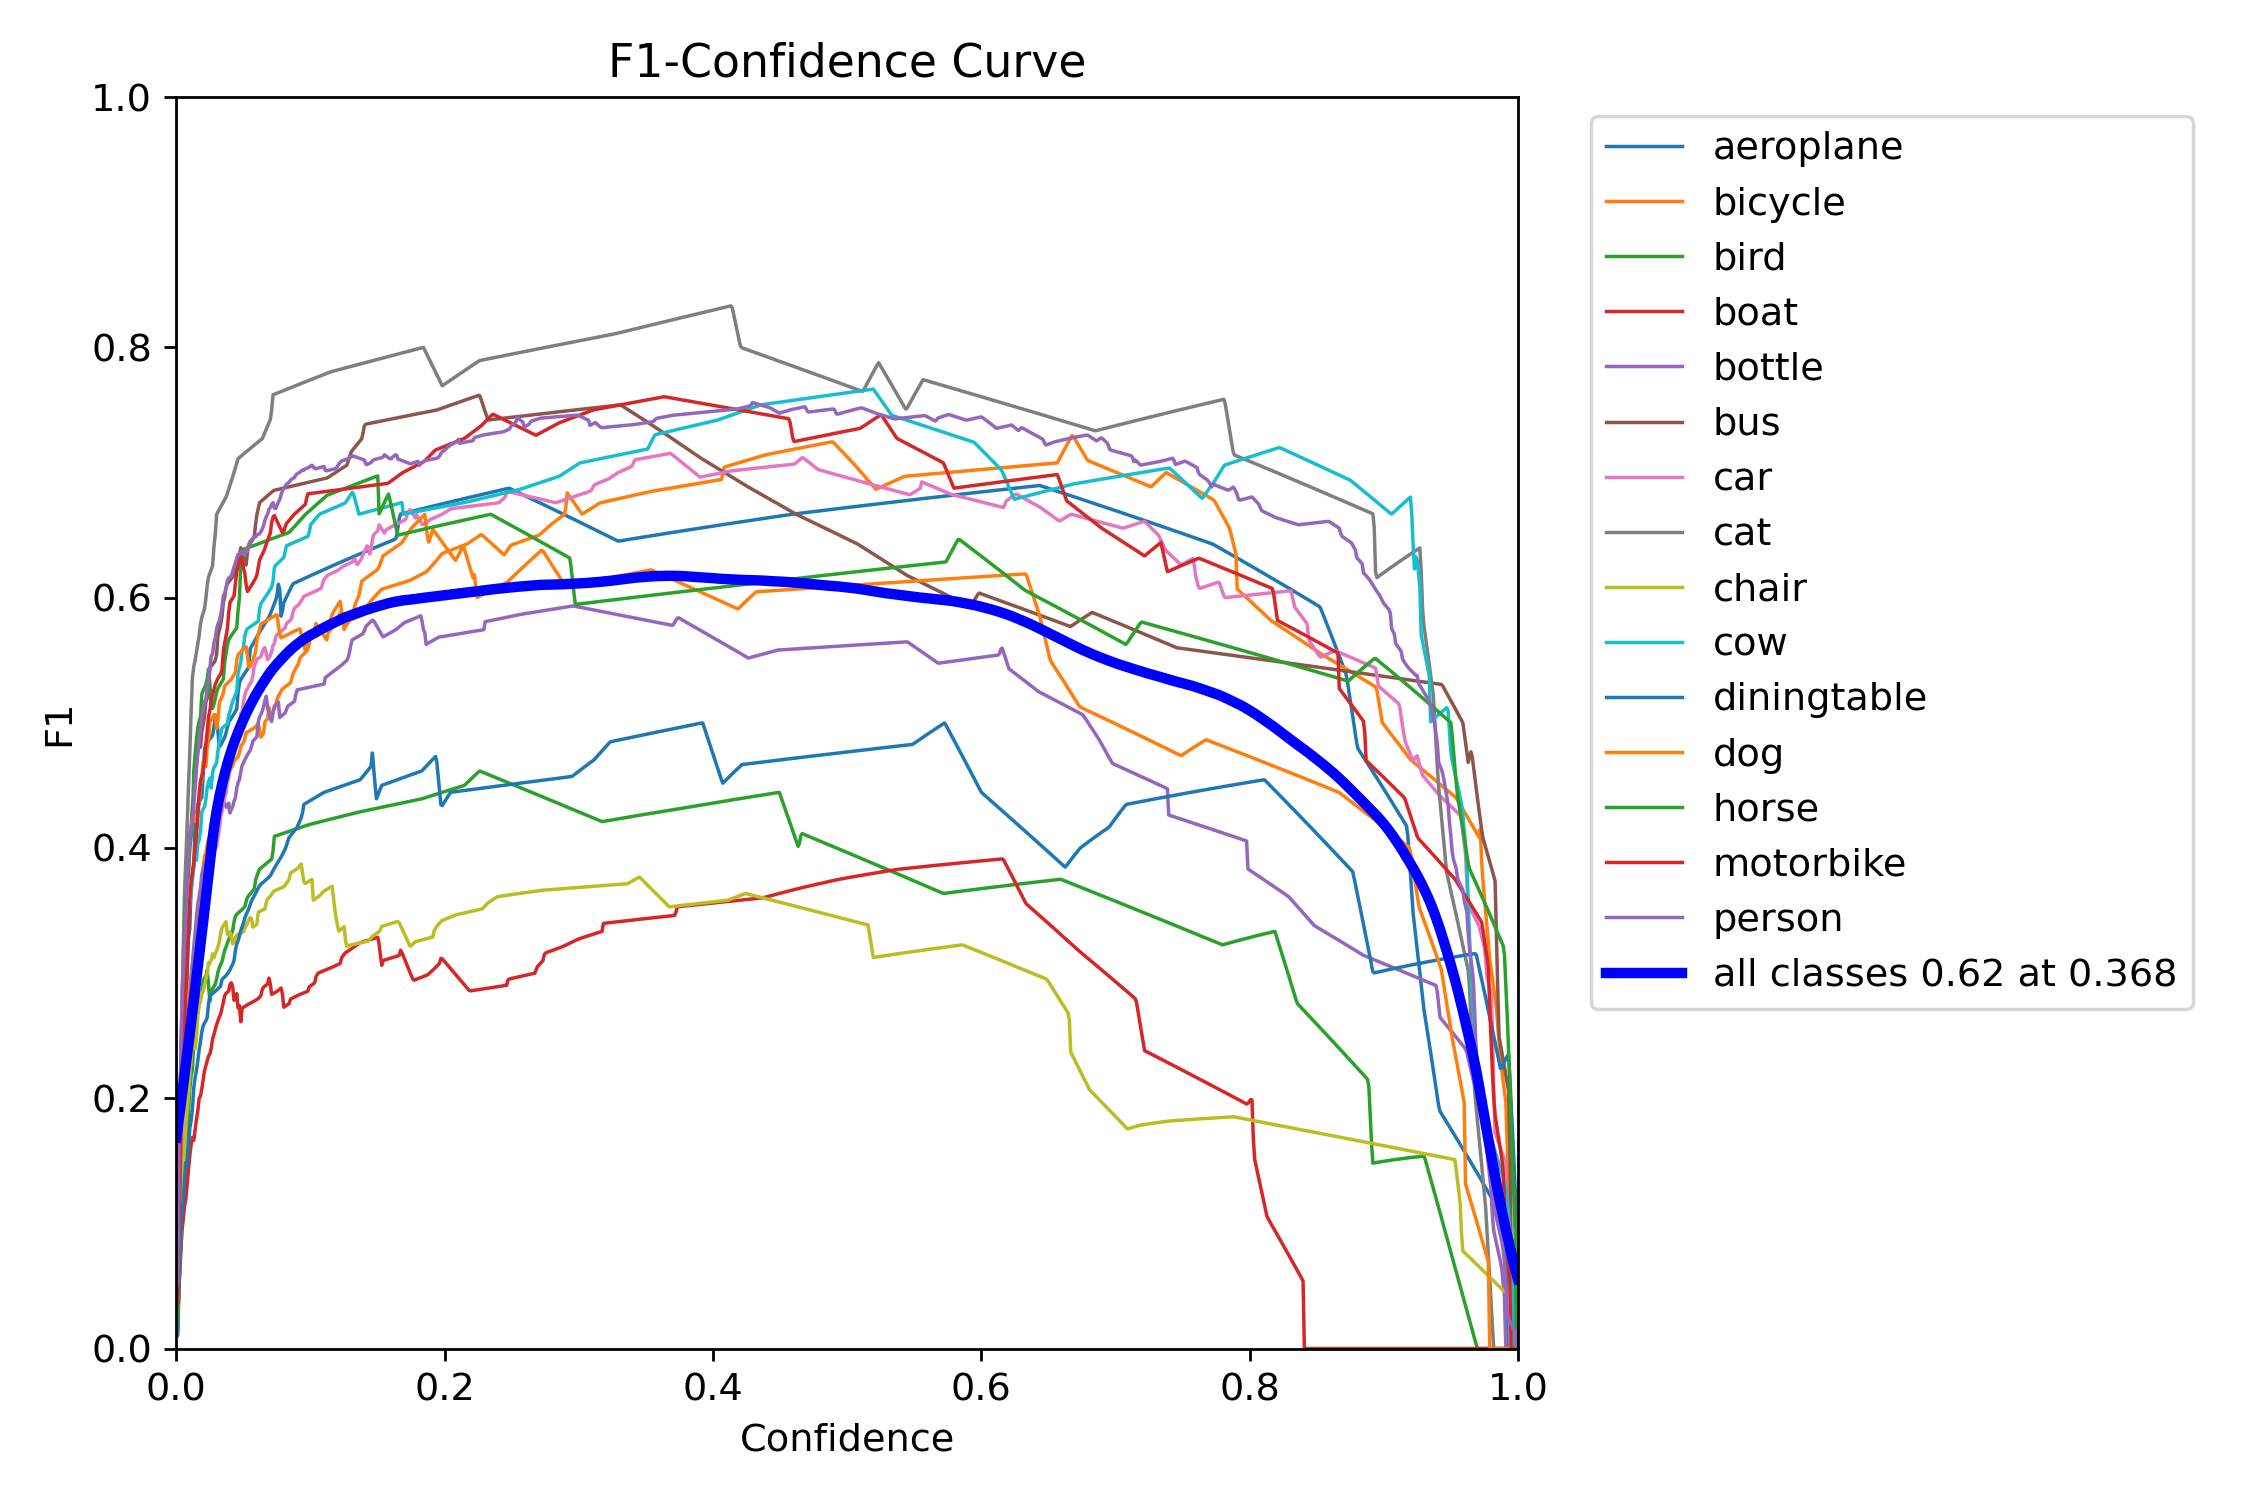 F1-Confidence Curve
1.0
0.8
0.6
0.4
0.2
0.0
F1
0.0 0.2 0.4 0.6 0.8 1.0
Confidence
aeroplane
bicycle
bird
boat
bottle
bus
car
cat
chair
cow
diningtable
dog
horse
motorbike
person
all classes 0.62 at 0.368